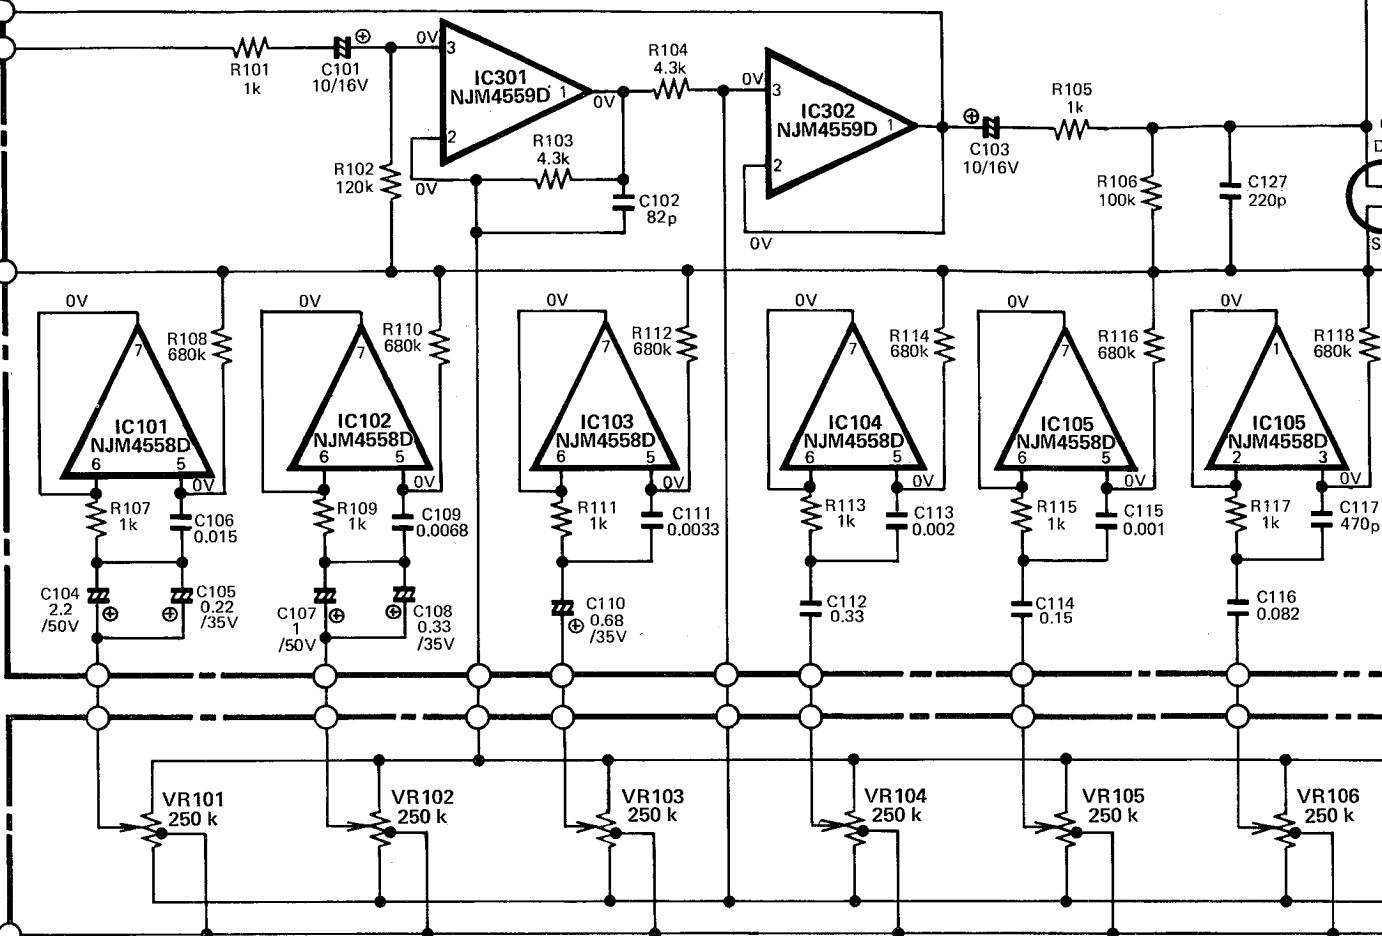 R101
1k
C101
10/16V
⊕
0V
3
IC301
NJM4559D
1
0V
2
0V
R102
120k
R103
4.3k
C102
82p
R104
4.3k
0V
3
IC302
NJM4559D
1
2
0V
⊕
C103
10/16V
R105
1k
R106
100k
C127
220p
D
S
0V
7
IC101
NJM4558D
6
5
0V
R108
680k
R107
1k
C106
0.015
C104
2.2
/50V
⊕
⊕
C105
0.22
/35V
0V
7
IC102
NJM4558D
6
5
0V
R110
680k
R109
1k
C109
0.0068
C107
1
/50V
⊕
⊕
C108
0.33
/35V
0V
7
IC103
NJM4558D
6
5
0V
R112
680k
R111
1k
C111
0.0033
C110
0.68
/35V
⊕
0V
7
IC104
NJM4558D
6
5
0V
R114
680k
R113
1k
C113
0.002
C112
0.33
0V
7
IC105
NJM4558D
6
5
0V
R116
680k
R115
1k
C115
0.001
C114
0.15
0V
1
IC105
NJM4558D
2
3
0V
R118
680k
R117
1k
C117
470p
C116
0.082
VR101
250 k
VR102
250 k
VR103
250 k
VR104
250 k
VR105
250 k
VR106
250 k